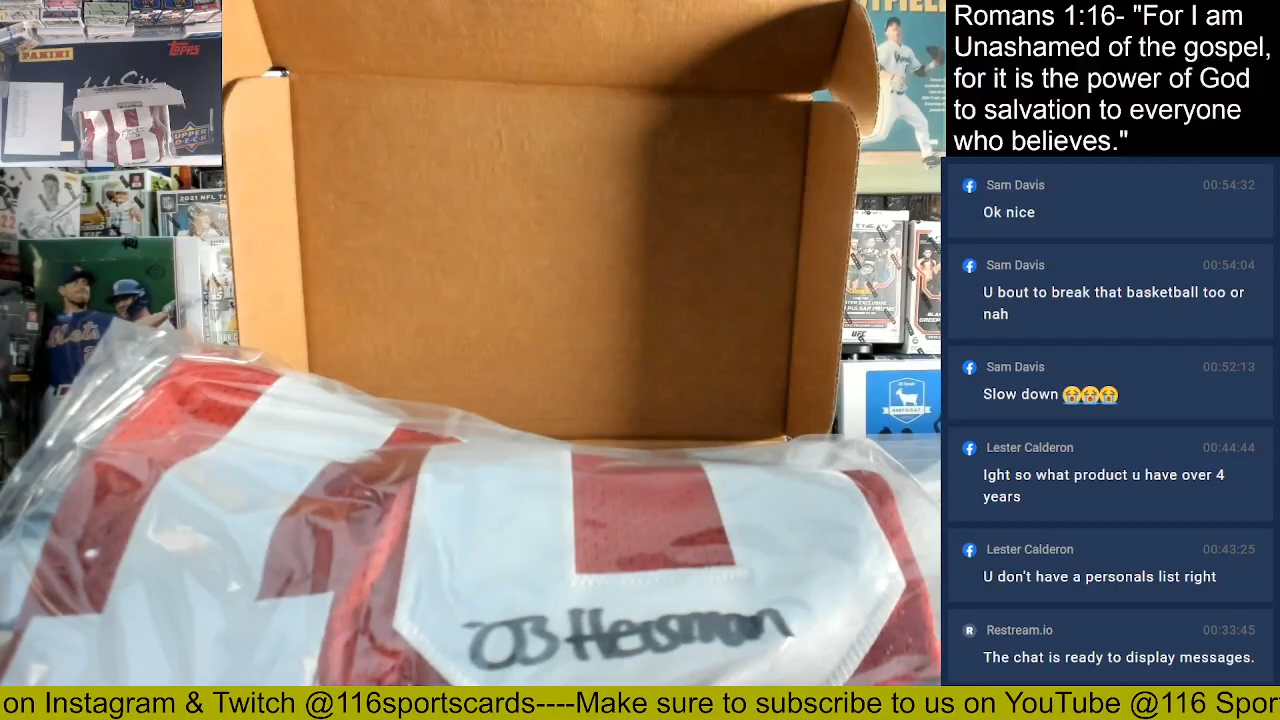 PANINI
topps
UPPER
DECK
2021 NFL
UFC
'03 Heisman
Romans 1:16- "For I am
Unashamed of the gospel,
for it is the power of God
to salvation to everyone
who believes."
Sam Davis 00:54:32
Ok nice
Sam Davis 00:54:04
U bout to break that basketball too or
nah
Sam Davis 00:52:13
Slow down 😭😭😭
Lester Calderon 00:44:44
Ight so what product u have over 4
years
Lester Calderon 00:43:25
U don't have a personals list right
Restream.io 00:33:45
The chat is ready to display messages.
on Instagram & Twitch @116sportscards----Make sure to subscribe to us on YouTube @116 Spor